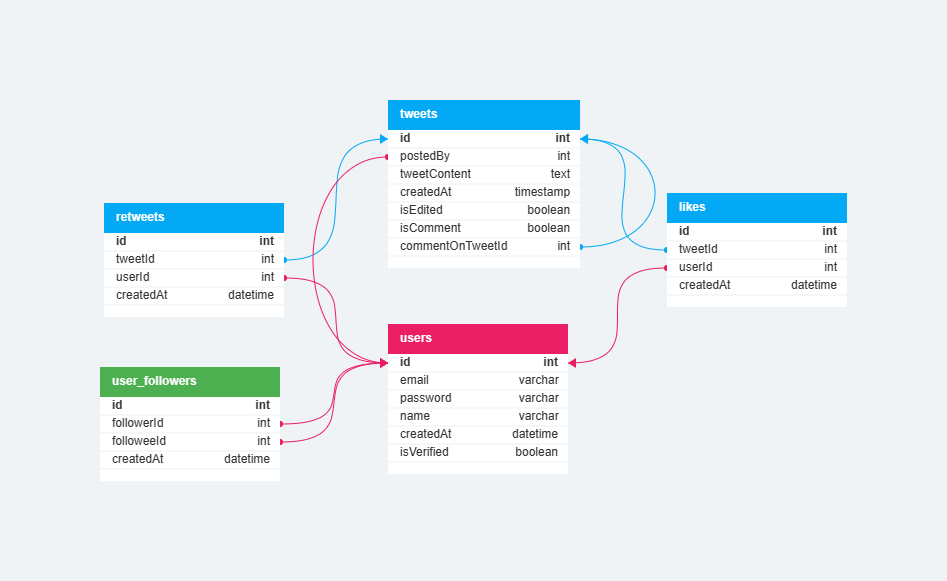 tweets
id int
postedBy int
tweetContent text
createdAt timestamp
isEdited boolean
isComment boolean
commentOnTweetId int
retweets
id int
tweetId int
userId int
createdAt datetime
likes
id int
tweetId int
userId int
createdAt datetime
users
id int
email varchar
password varchar
name varchar
createdAt datetime
isVerified boolean
user_followers
id int
followerId int
followeeId int
createdAt datetime